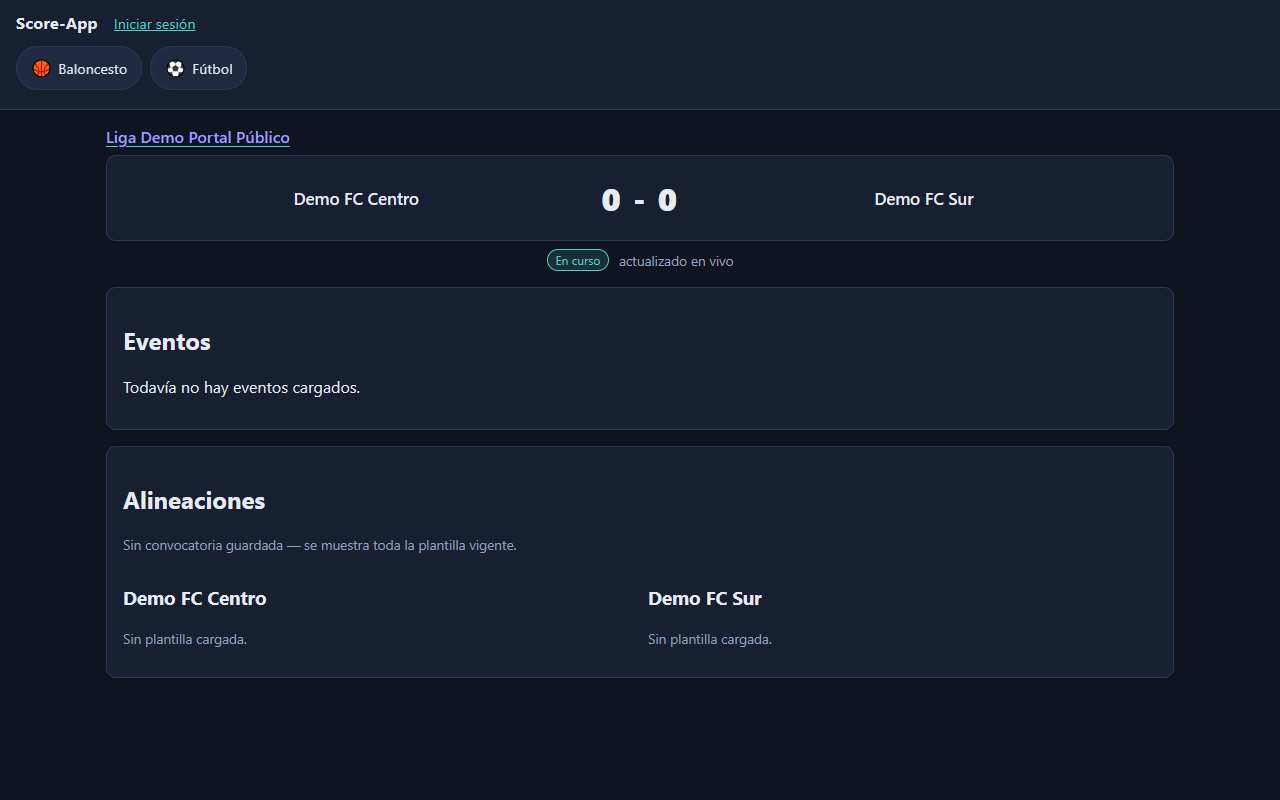 Score-App Iniciar sesión
Baloncesto Fútbol
Liga Demo Portal Público
Demo FC Centro 0 - 0 Demo FC Sur
En curso actualizado en vivo
Eventos
Todavía no hay eventos cargados.
Alineaciones
Sin convocatoria guardada — se muestra toda la plantilla vigente.
Demo FC Centro Demo FC Sur
Sin plantilla cargada. Sin plantilla cargada.